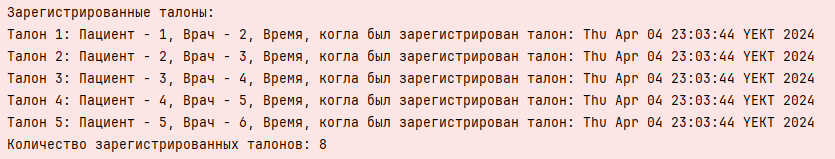 Зарегистрированные талоны:
Талон 1: Пациент - 1, Врач - 2, Время, когла был зарегистрирован талон: Thu Apr 04 23:03:44 YEKT 2024
Талон 2: Пациент - 2, Врач - 3, Время, когла был зарегистрирован талон: Thu Apr 04 23:03:44 YEKT 2024
Талон 3: Пациент - 3, Врач - 4, Время, когла был зарегистрирован талон: Thu Apr 04 23:03:44 YEKT 2024
Талон 4: Пациент - 4, Врач - 5, Время, когла был зарегистрирован талон: Thu Apr 04 23:03:44 YEKT 2024
Талон 5: Пациент - 5, Врач - 6, Время, когла был зарегистрирован талон: Thu Apr 04 23:03:44 YEKT 2024
Количество зарегистрированных талонов: 8